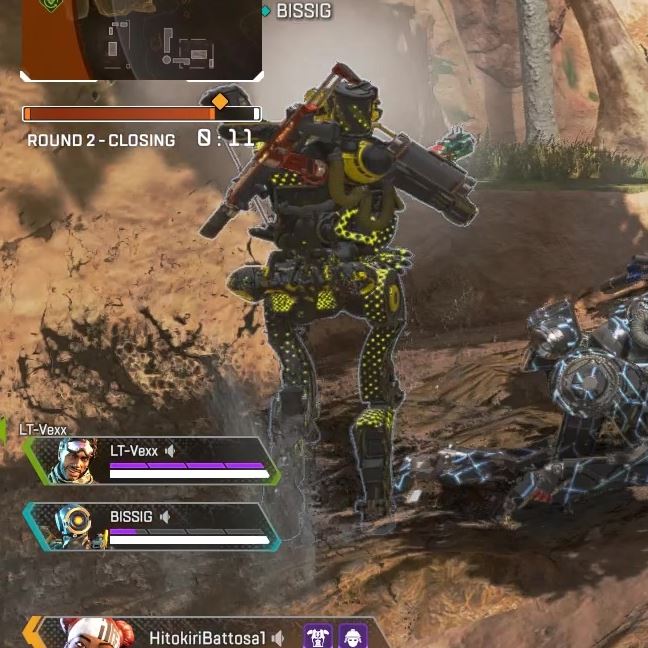 BISSIG
ROUND 2 - CLOSING 0:11
LT-Vexx
LT-Vexx
BISSIG
HitokiriBattosa1